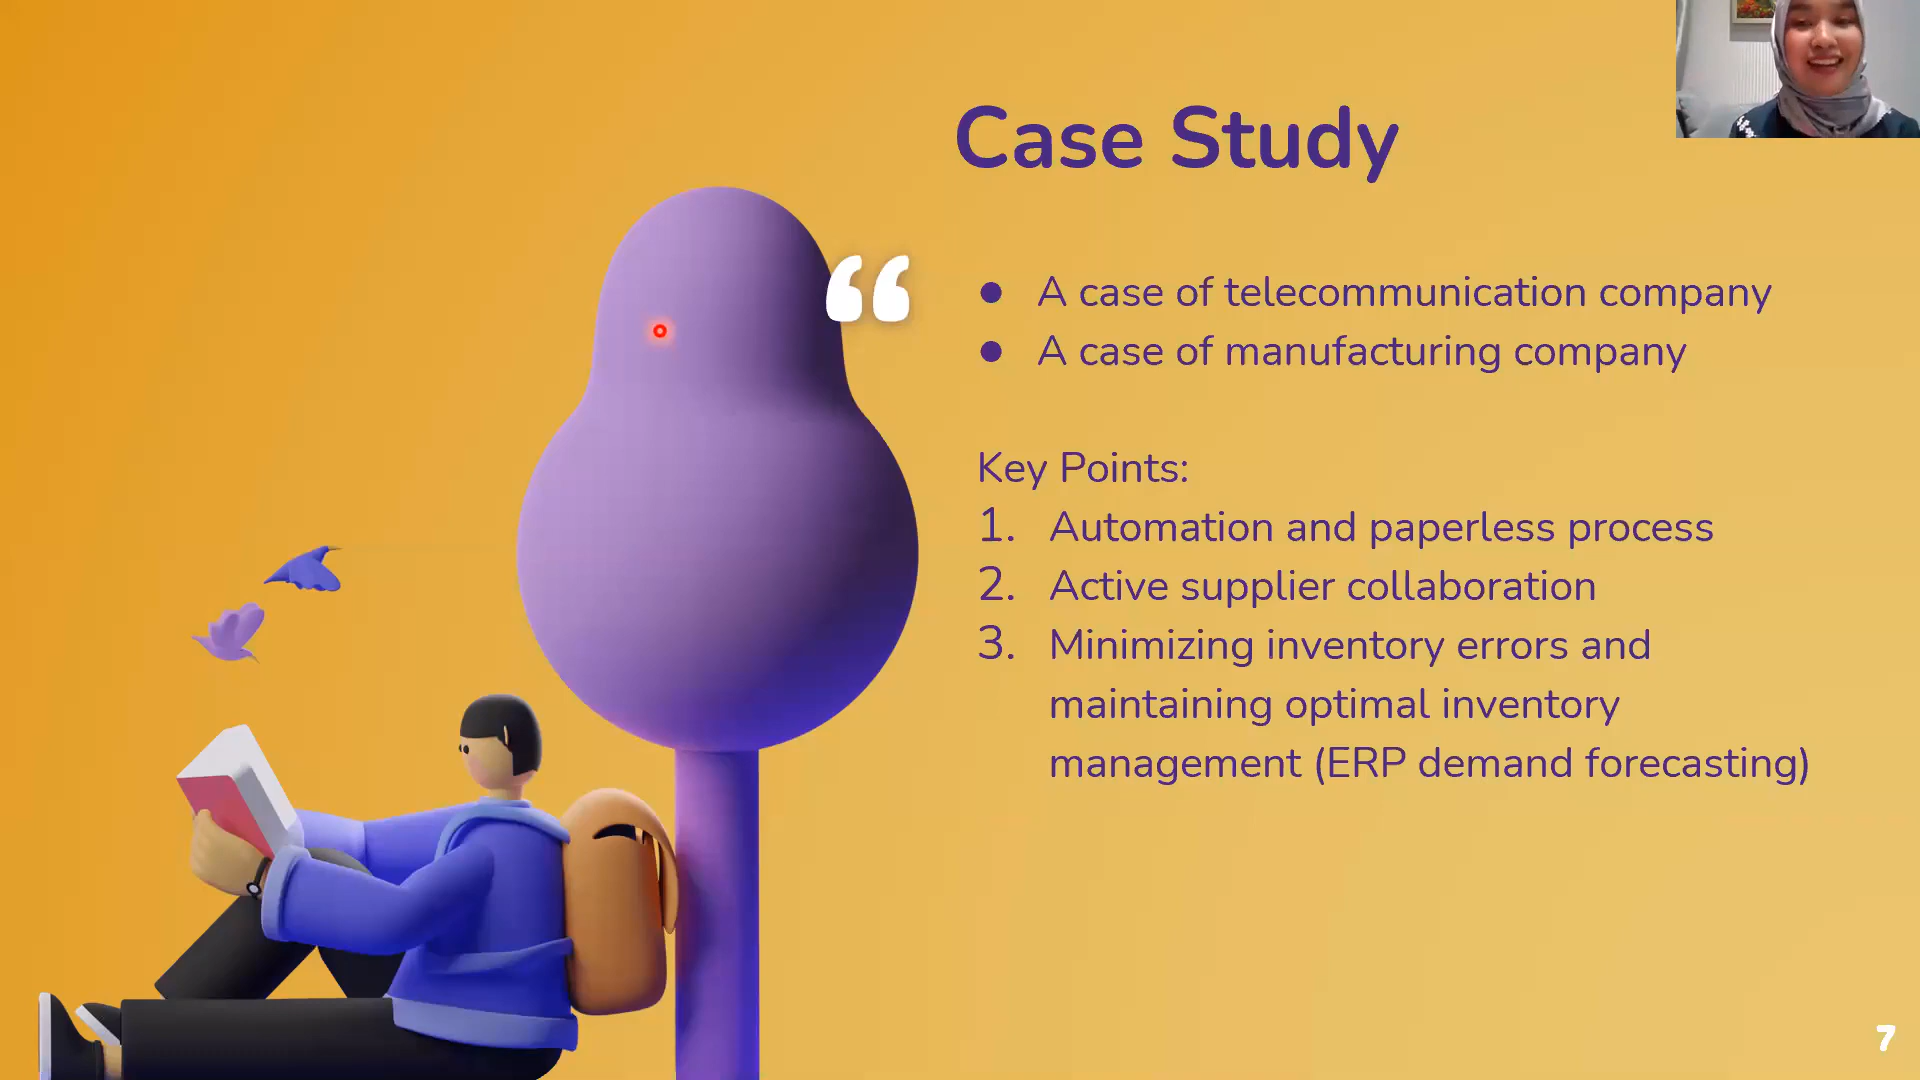 Case Study
“
● A case of telecommunication company
● A case of manufacturing company
Key Points:
1. Automation and paperless process
2. Active supplier collaboration
3. Minimizing inventory errors and
maintaining optimal inventory
management (ERP demand forecasting)
7